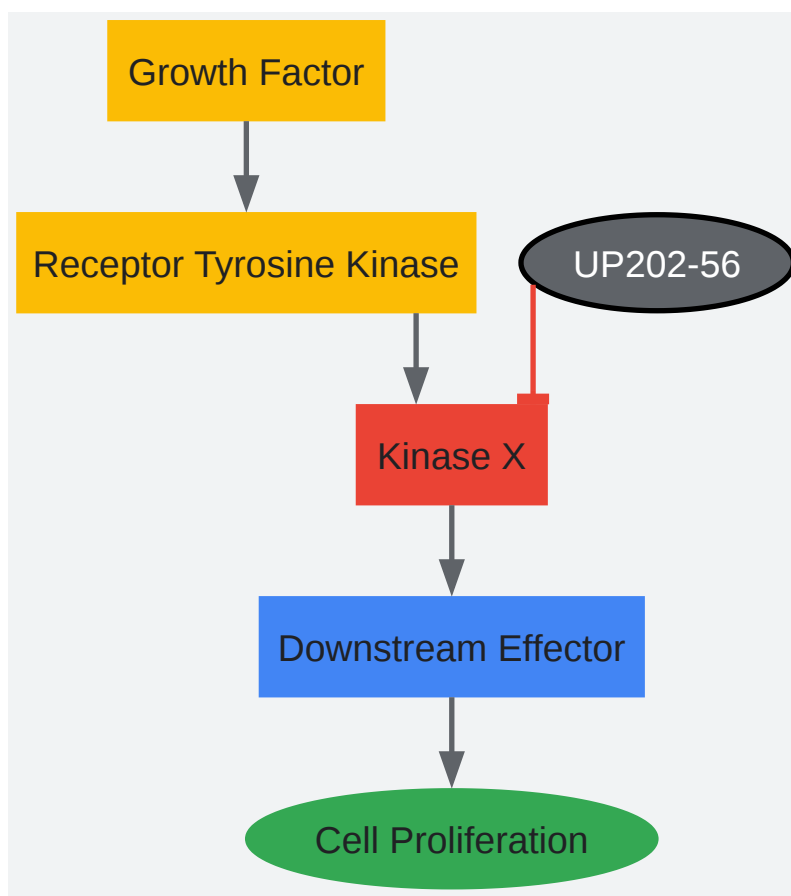 Growth Factor
Receptor Tyrosine Kinase
UP202-56
Kinase X
Downstream Effector
Cell Proliferation